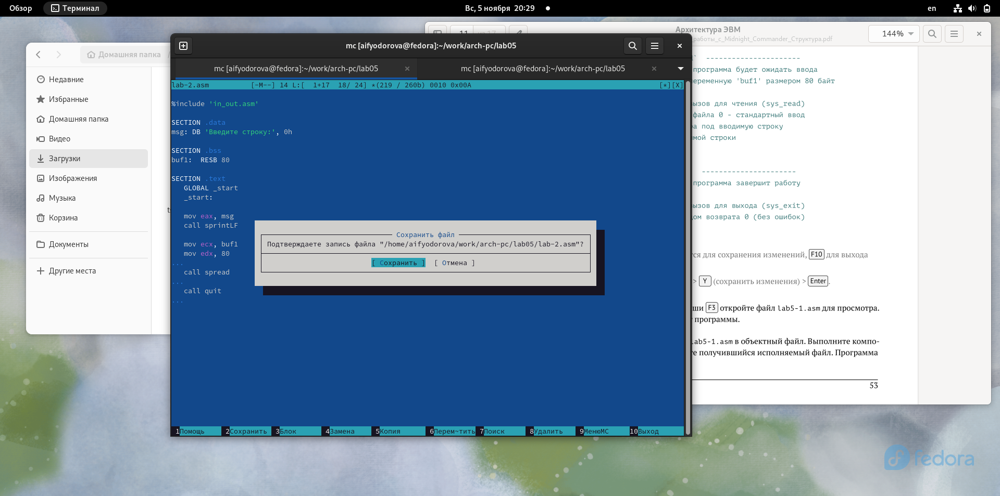 Обзор
Терминал
Вс, 5 ноября 20:29
en
Архитектура ЭВМ
работы_с_Midnight_Commander_Структура.pdf
144%
Домашняя папка /
Недавние
Избранные
Домашняя папка
Видео
Загрузки
Изображения
Музыка
Корзина
Документы
Другие места
mc [aifyodorova@fedora]:~/work/arch-pc/lab05
mc [aifyodorova@fedora]:~/work/arch-pc/lab05
mc [aifyodorova@fedora]:~/work/arch-pc/lab05
lab-2.asm [-M--] 14 L:[ 1+17 18/ 24] *(219 / 260b) 0010 0x00A [*][X]
%include 'in_out.asm'
SECTION .data
msg: DB 'Введите строку:', 0h
SECTION .bss
buf1: RESB 80
SECTION .text
GLOBAL _start
_start:
mov eax, msg
call sprintLF
mov ecx, buf1
mov edx, 80
...
call spread
...
call quit
...
Сохранить файл
Подтверждаете запись файла "/home/aifyodorova/work/arch-pc/lab05/lab-2.asm"?
[ Сохранить ] [ Отмена ]
1Помощь 2Сохранить 3Блок 4Замена 5Копия 6Перем~тить 7Поиск 8Удалить 9МенюMC 10Выход
` ----------------------
программа будет ожидать ввода
еременную 'buf1' размером 80 байт
ызов для чтения (sys_read)
файла 0 - стандартный ввод
а под вводимую строку
мой строки
----------------------
программа завершит работу
ызов для выхода (sys_exit)
ом возврата 0 (без ошибок)
тся для сохранения изменений, F10 для выхода
> Y (сохранить изменения) > Enter.
ши F3 откройте файл lab5-1.asm для просмотра.
программы.
lab5-1.asm в объектный файл. Выполните компо-
те получившийся исполняемый файл. Программа
53
fedora